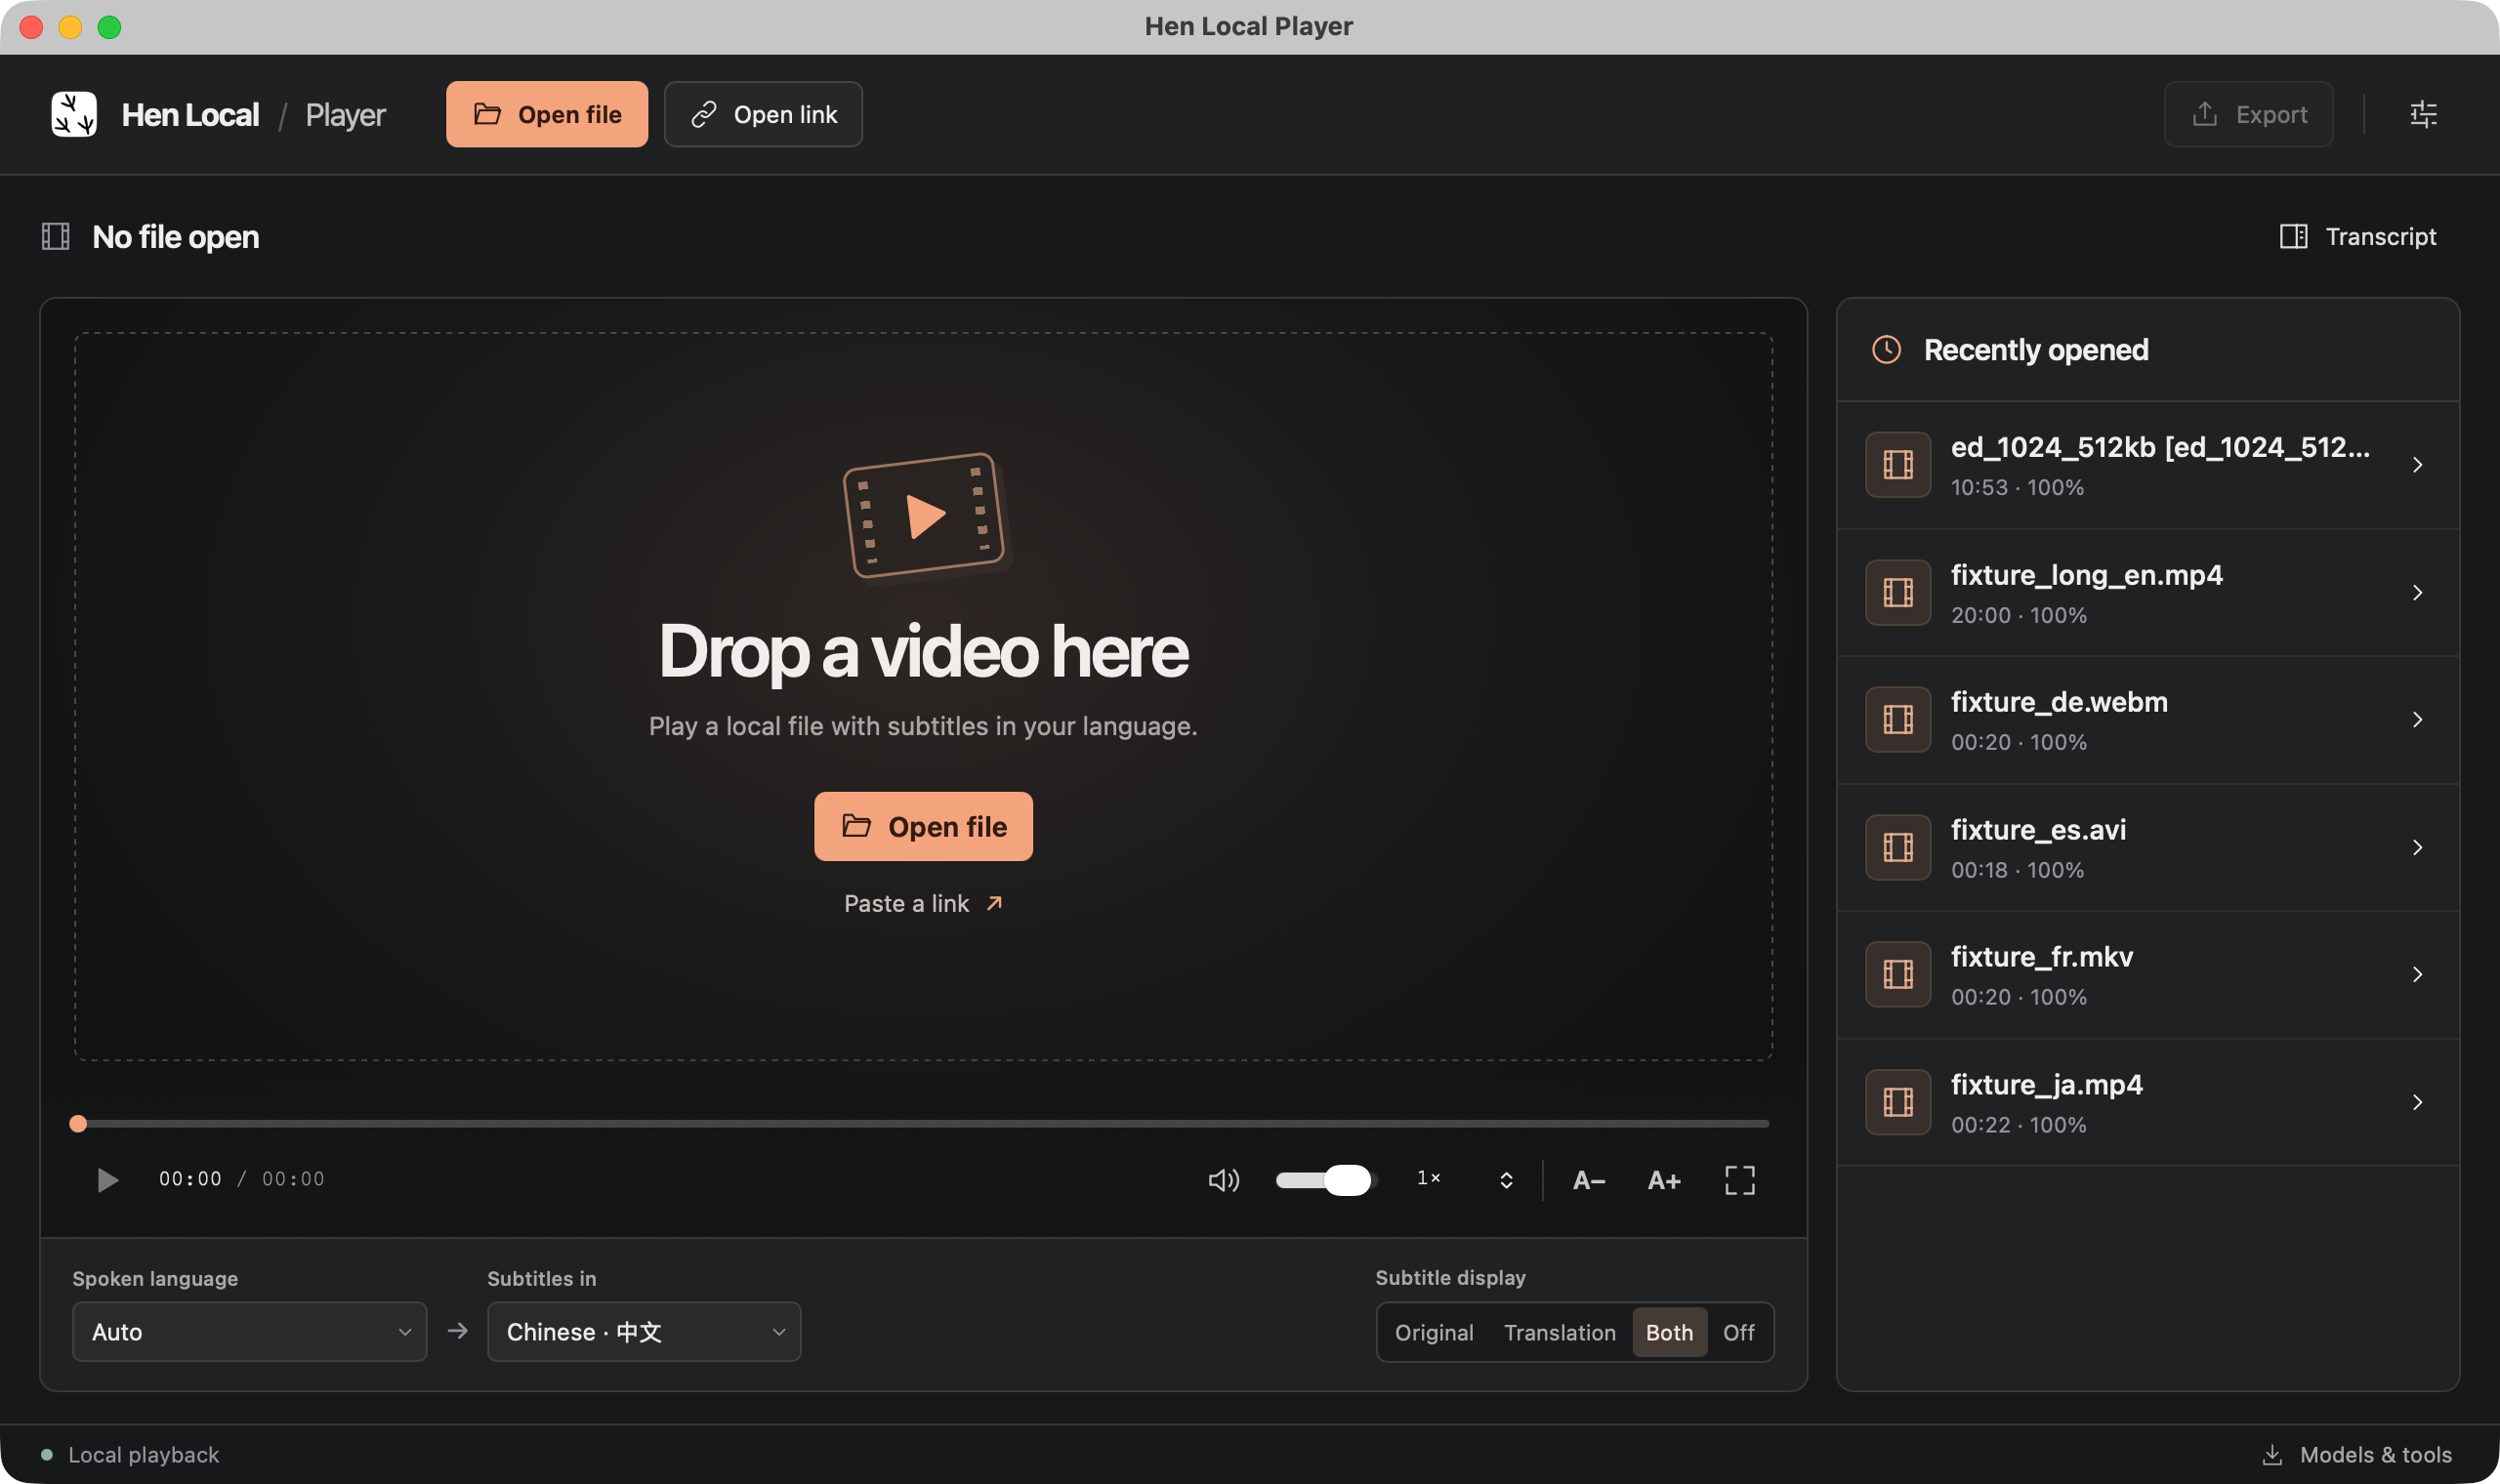 Hen Local Player
Hen Local / Player
Open file
Open link
Export
No file open
Transcript
Drop a video here
Play a local file with subtitles in your language.
Open file
Paste a link
00:00 / 00:00
1×
A−
A+
Spoken language
Auto
Subtitles in
Chinese · 中文
Subtitle display
Original
Translation
Both
Off
Recently opened
ed_1024_512kb [ed_1024_512...
10:53 · 100%
fixture_long_en.mp4
20:00 · 100%
fixture_de.webm
00:20 · 100%
fixture_es.avi
00:18 · 100%
fixture_fr.mkv
00:20 · 100%
fixture_ja.mp4
00:22 · 100%
Local playback
Models & tools